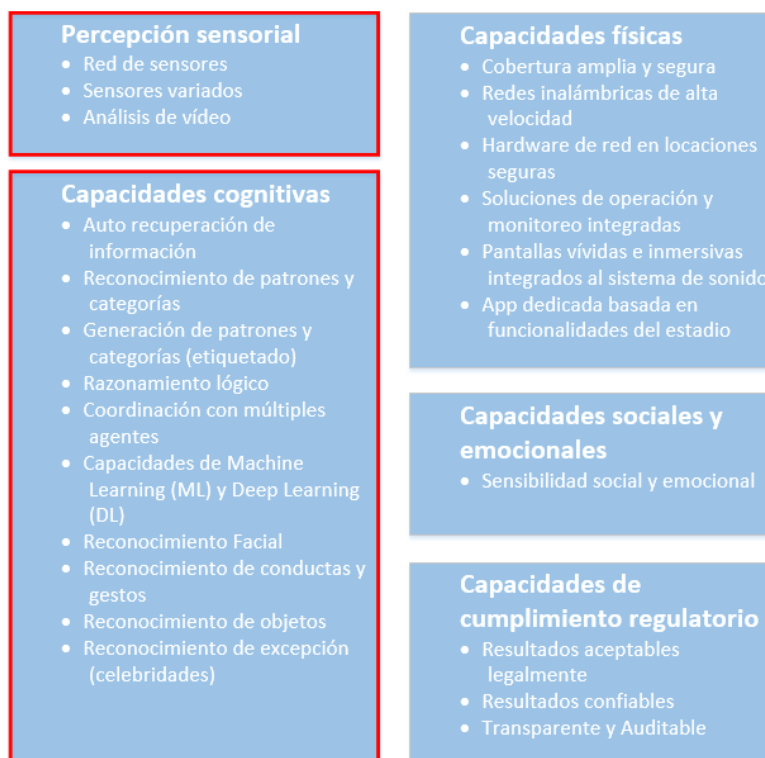 Percepción sensorial
• Red de sensores
• Sensores variados
• Análisis de vídeo
Capacidades cognitivas
• Auto recuperación de
información
• Reconocimiento de patrones y
categorías
• Generación de patrones y
categorías (etiquetado)
• Razonamiento lógico
• Coordinación con múltiples
agentes
• Capacidades de Machine
Learning (ML) y Deep Learning
(DL)
• Reconocimiento Facial
• Reconocimiento de conductas y
gestos
• Reconocimiento de objetos
• Reconocimiento de excepción
(celebridades)
Capacidades físicas
• Cobertura amplia y segura
• Redes inalámbricas de alta
velocidad
• Hardware de red en locaciones
seguras
• Soluciones de operación y
monitoreo integradas
• Pantallas vívidas e inmersivas
integrados al sistema de sonido
• App dedicada basada en
funcionalidades del estadio
Capacidades sociales y
emocionales
• Sensibilidad social y emocional
Capacidades de
cumplimiento regulatorio
• Resultados aceptables
legalmente
• Resultados confiables
• Transparente y Auditable